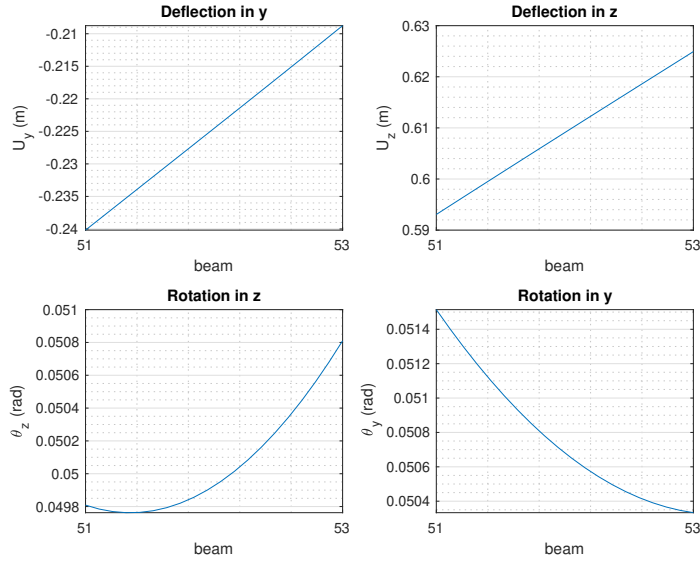 Deflection in y
U_y (m)
-0.21
-0.215
-0.22
-0.225
-0.23
-0.235
-0.24
51
53
beam
Deflection in z
U_z (m)
0.63
0.62
0.61
0.6
0.59
51
53
beam
Rotation in z
θ_z (rad)
0.051
0.0508
0.0506
0.0504
0.0502
0.05
0.0498
51
53
beam
Rotation in y
θ_y (rad)
0.0514
0.0512
0.051
0.0508
0.0506
0.0504
51
53
beam